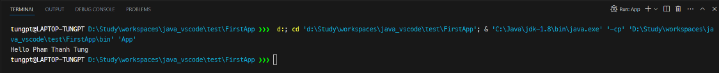 TERMINAL OUTPUT DEBUG CONSOLE PROBLEMS Run: App
tungpt@LAPTOP-TUNGPT D:\Study\workspaces\java_vscode\test\FirstApp ❯❯❯ d:; cd 'd:\Study\workspaces\java_vscode\test\FirstApp'; & 'C:\Java\jdk-1.8\bin\java.exe' '-cp' 'D:\Study\workspaces\ja
va_vscode\test\FirstApp\bin' 'App'
Hello Pham Thanh Tung
tungpt@LAPTOP-TUNGPT D:\Study\workspaces\java_vscode\test\FirstApp ❯❯❯